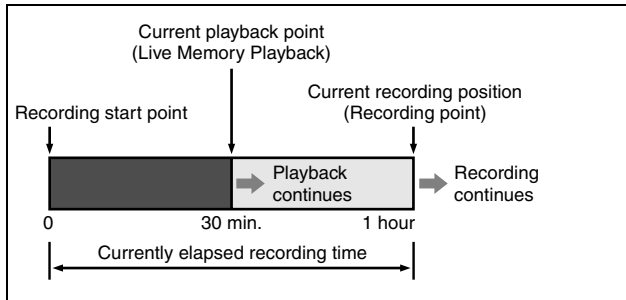 Current playback point
(Live Memory Playback)
Current recording position
(Recording point)
Recording start point
Playback
continues
Recording
continues
0
30 min.
1 hour
Currently elapsed recording time